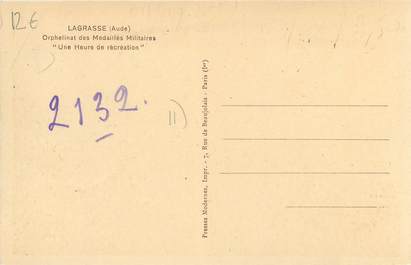 12€
LAGRASSE (Aude)
Orphelinat des Médaillés Militaires
"Une Heure de récréation"
2132.
11)
Presses Modernes, Impr. - 7, Rue de Beaujolais - Paris (1er)